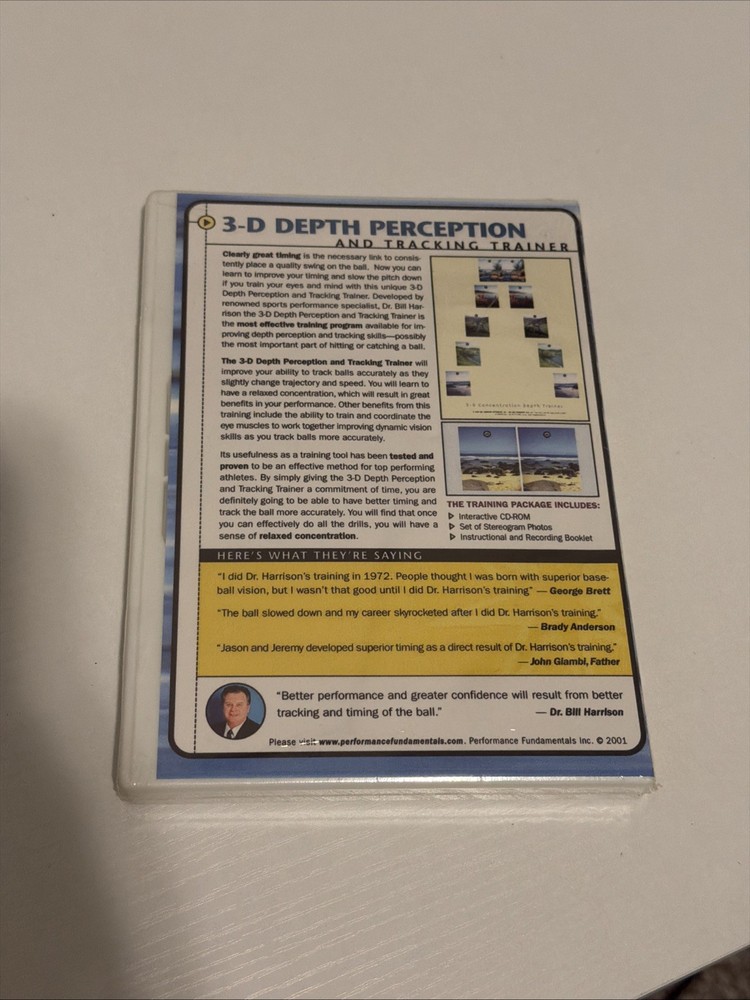 3-D DEPTH PERCEPTION
AND TRACKING TRAINER
Clearly great timing is the necessary link to consis-
tently place a quality swing on the ball. Now you can
learn to improve your timing and slow the pitch down
if you train your eyes and mind with this unique 3-D
Depth Perception and Tracking Trainer. Developed by
renowned sports performance specialist, Dr. Bill Har-
rison the 3-D Depth Perception and Tracking Trainer is
the most effective training program available for im-
proving depth perception and tracking skills—possibly
the most important part of hitting or catching a ball.
The 3-D Depth Perception and Tracking Trainer will
improve your ability to track balls accurately as they
slightly change trajectory and speed. You will learn to
have a relaxed concentration, which will result in great
benefits in your performance. Other benefits from this
training include the ability to train and coordinate the
eye muscles to work together improving dynamic vision
skills as you track balls more accurately.
Its usefulness as a training tool has been tested and
proven to be an effective method for top performing
athletes. By simply giving the 3-D Depth Perception
and Tracking Trainer a commitment of time, you are
definitely going to be able to have better timing and
track the ball more accurately. You will find that once
you can effectively do all the drills, you will have a
sense of relaxed concentration.
3-D Concentration Depth Trainer
THE TRAINING PACKAGE INCLUDES:
Interactive CD-ROM
Set of Stereogram Photos
Instructional and Recording Booklet
HERE'S WHAT THEY'RE SAYING
"I did Dr. Harrison's training in 1972. People thought I was born with superior base-
ball vision, but I wasn't that good until I did Dr. Harrison's training" — George Brett
"The ball slowed down and my career skyrocketed after I did Dr. Harrison's training."
— Brady Anderson
"Jason and Jeremy developed superior timing as a direct result of Dr. Harrison's training."
— John Giambi, Father
"Better performance and greater confidence will result from better
tracking and timing of the ball." — Dr. Bill Harrison
Please visit www.performancefundamentals.com. Performance Fundamentals Inc. © 2001